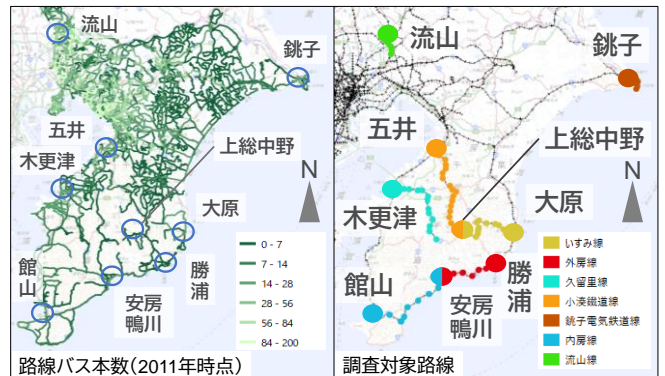 流山
銚子
五井
木更津
上総中野
N
大原
館山
勝浦
安房
鴨川
0 - 7
7 - 14
14 - 28
28 - 56
56 - 84
84 - 200
路線バス本数(2011年時点)
流山
銚子
五井
上総中野
N
木更津
大原
館山
安房
鴨川
勝浦
いすみ線
外房線
久留里線
小湊鐵道線
銚子電気鉄道線
内房線
流山線
調査対象路線